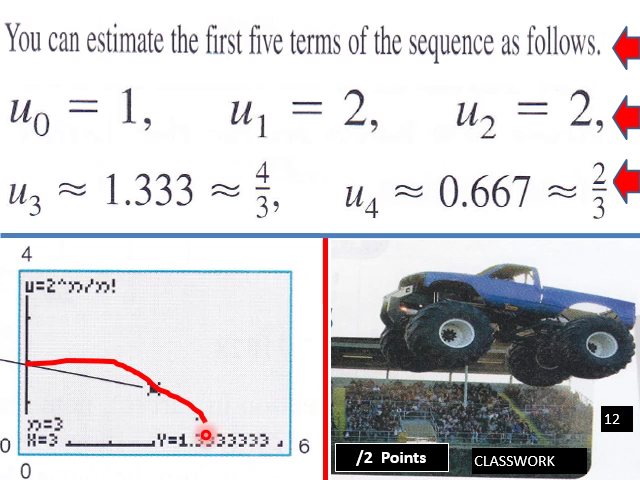 You can estimate the first five terms of the sequence as follows.
u₀ = 1, u₁ = 2, u₂ = 2,
u₃ ≈ 1.333 ≈ 4/3, u₄ ≈ 0.667 ≈ 2/3
4
u=2^n/n!
n=3
X=3
0
6
0
12
/2 Points
CLASSWORK